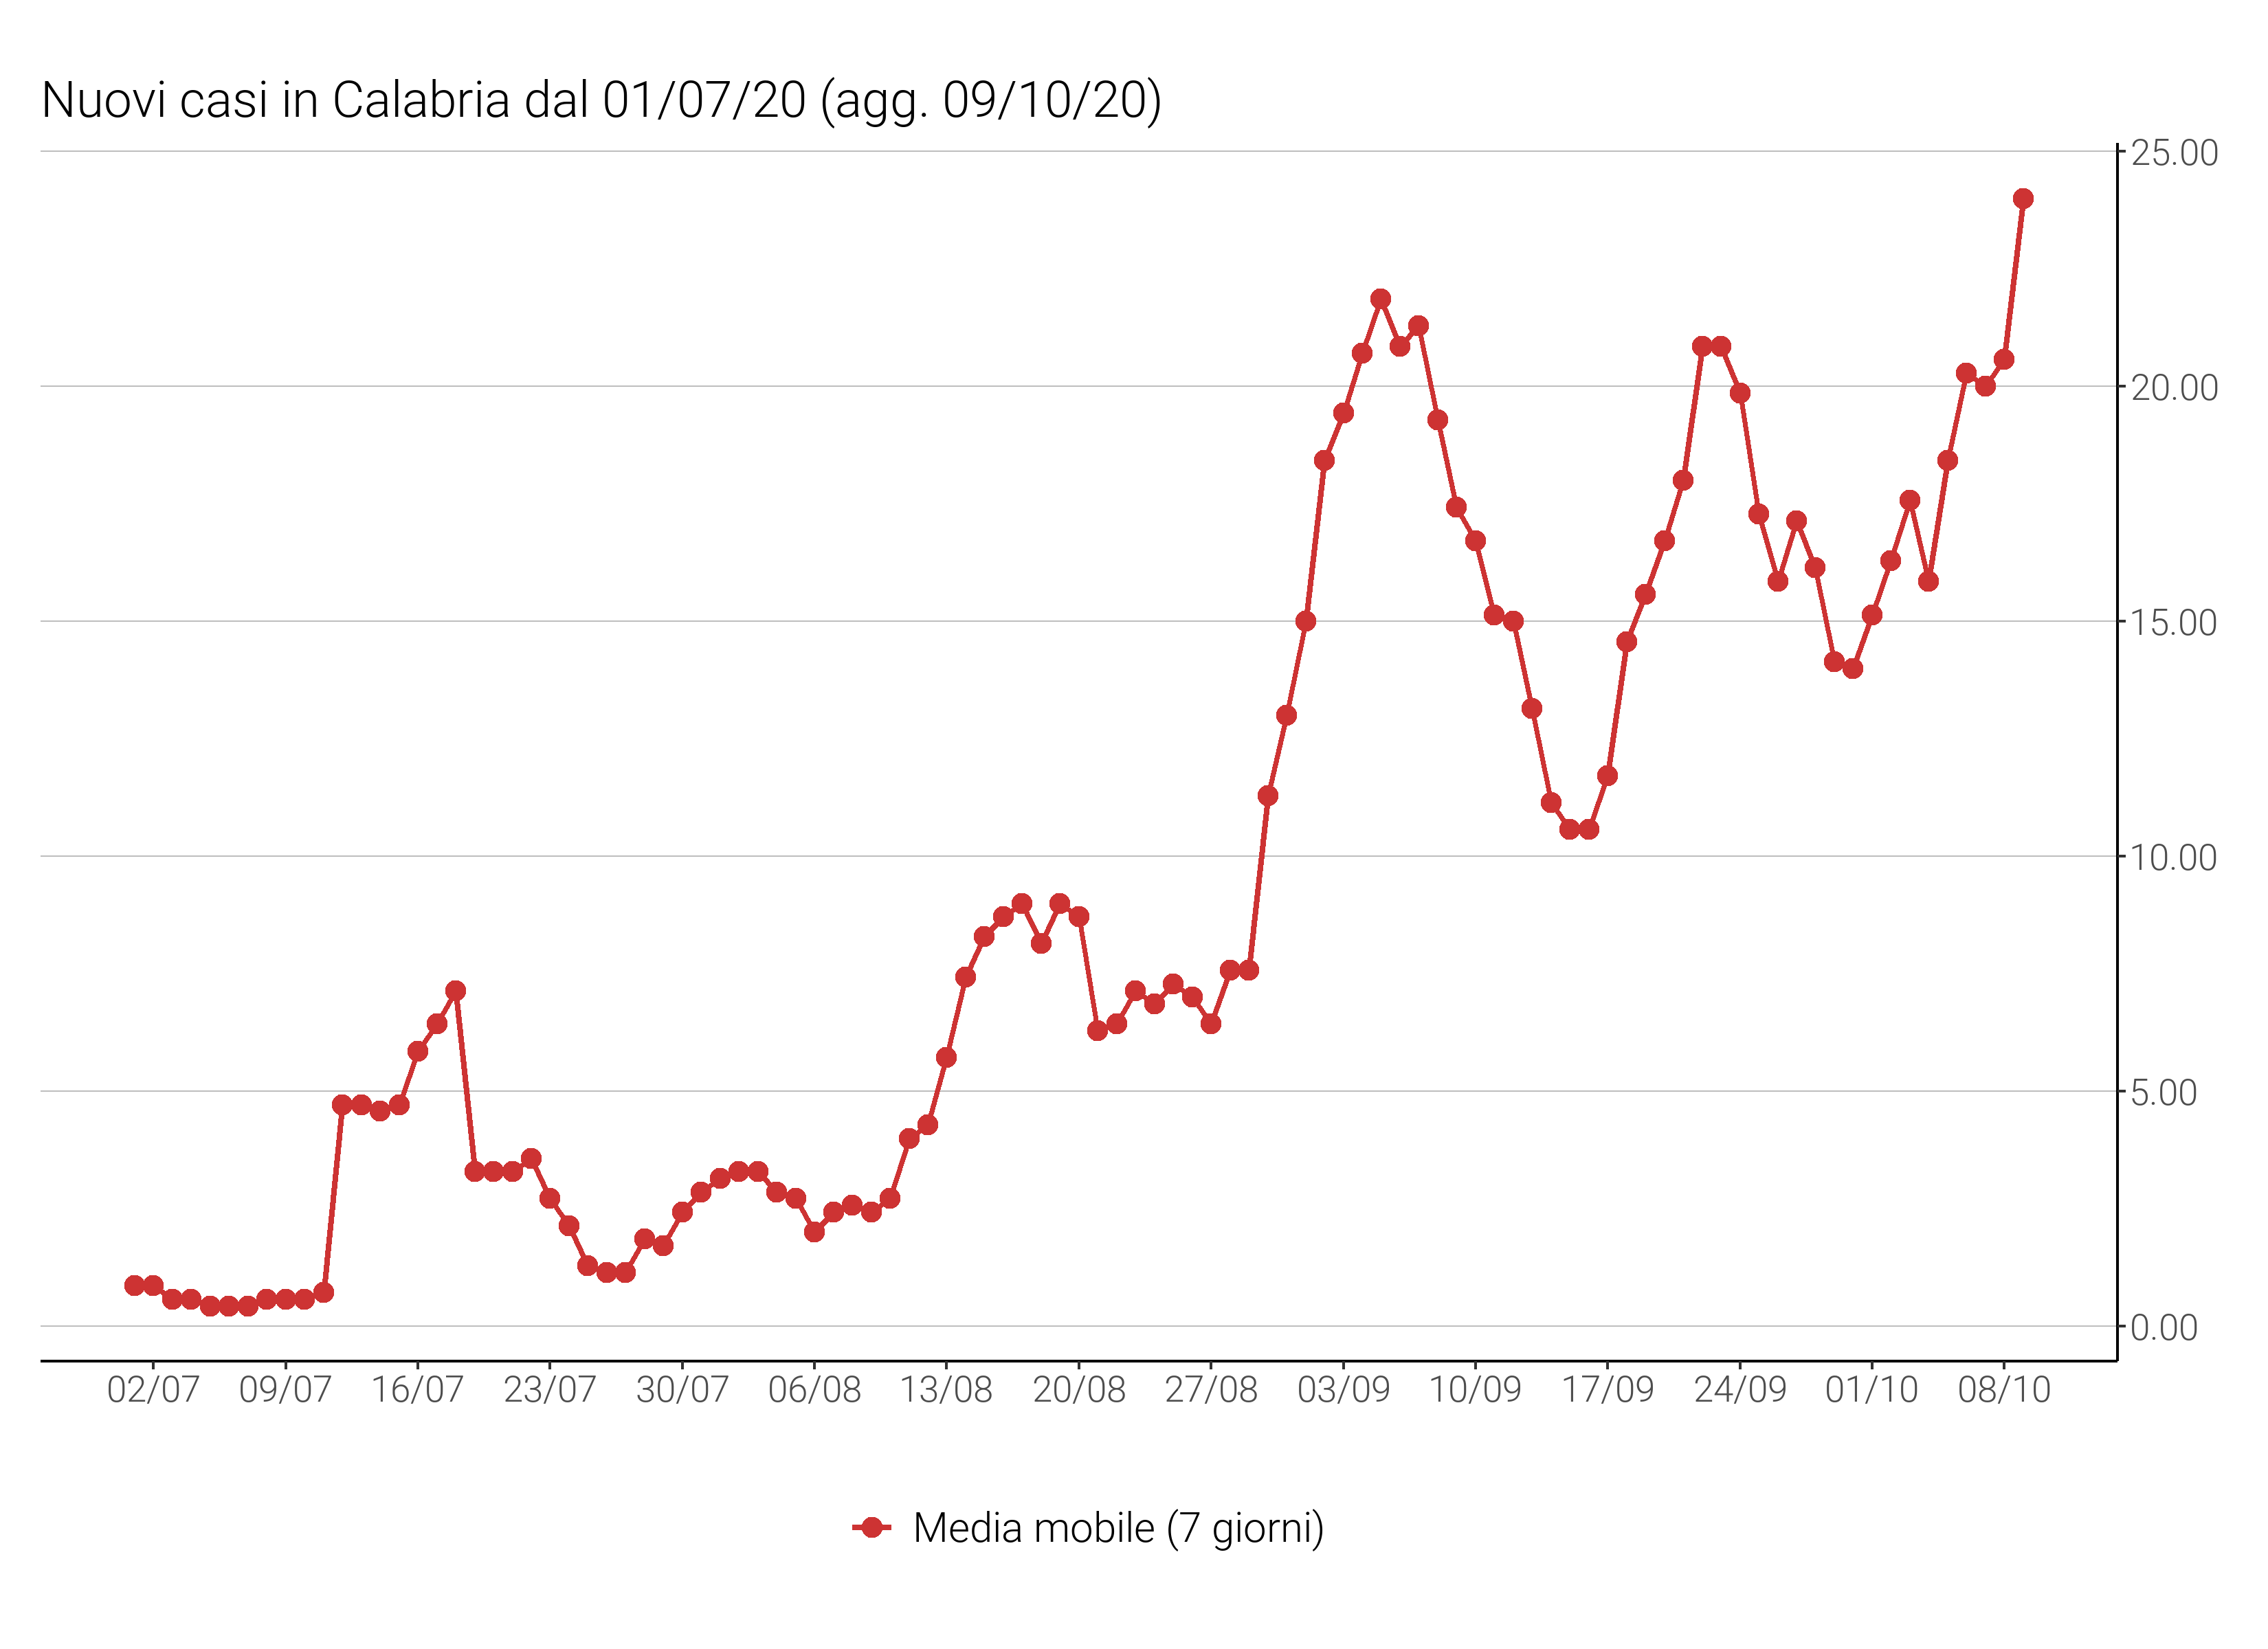 Nuovi casi in Calabria dal 01/07/20 (agg. 09/10/20)
25.00
20.00
15.00
10.00
5.00
0.00
02/07 09/07 16/07 23/07 30/07 06/08 13/08 20/08 27/08 03/09 10/09 17/09 24/09 01/10 08/10
Media mobile (7 giorni)